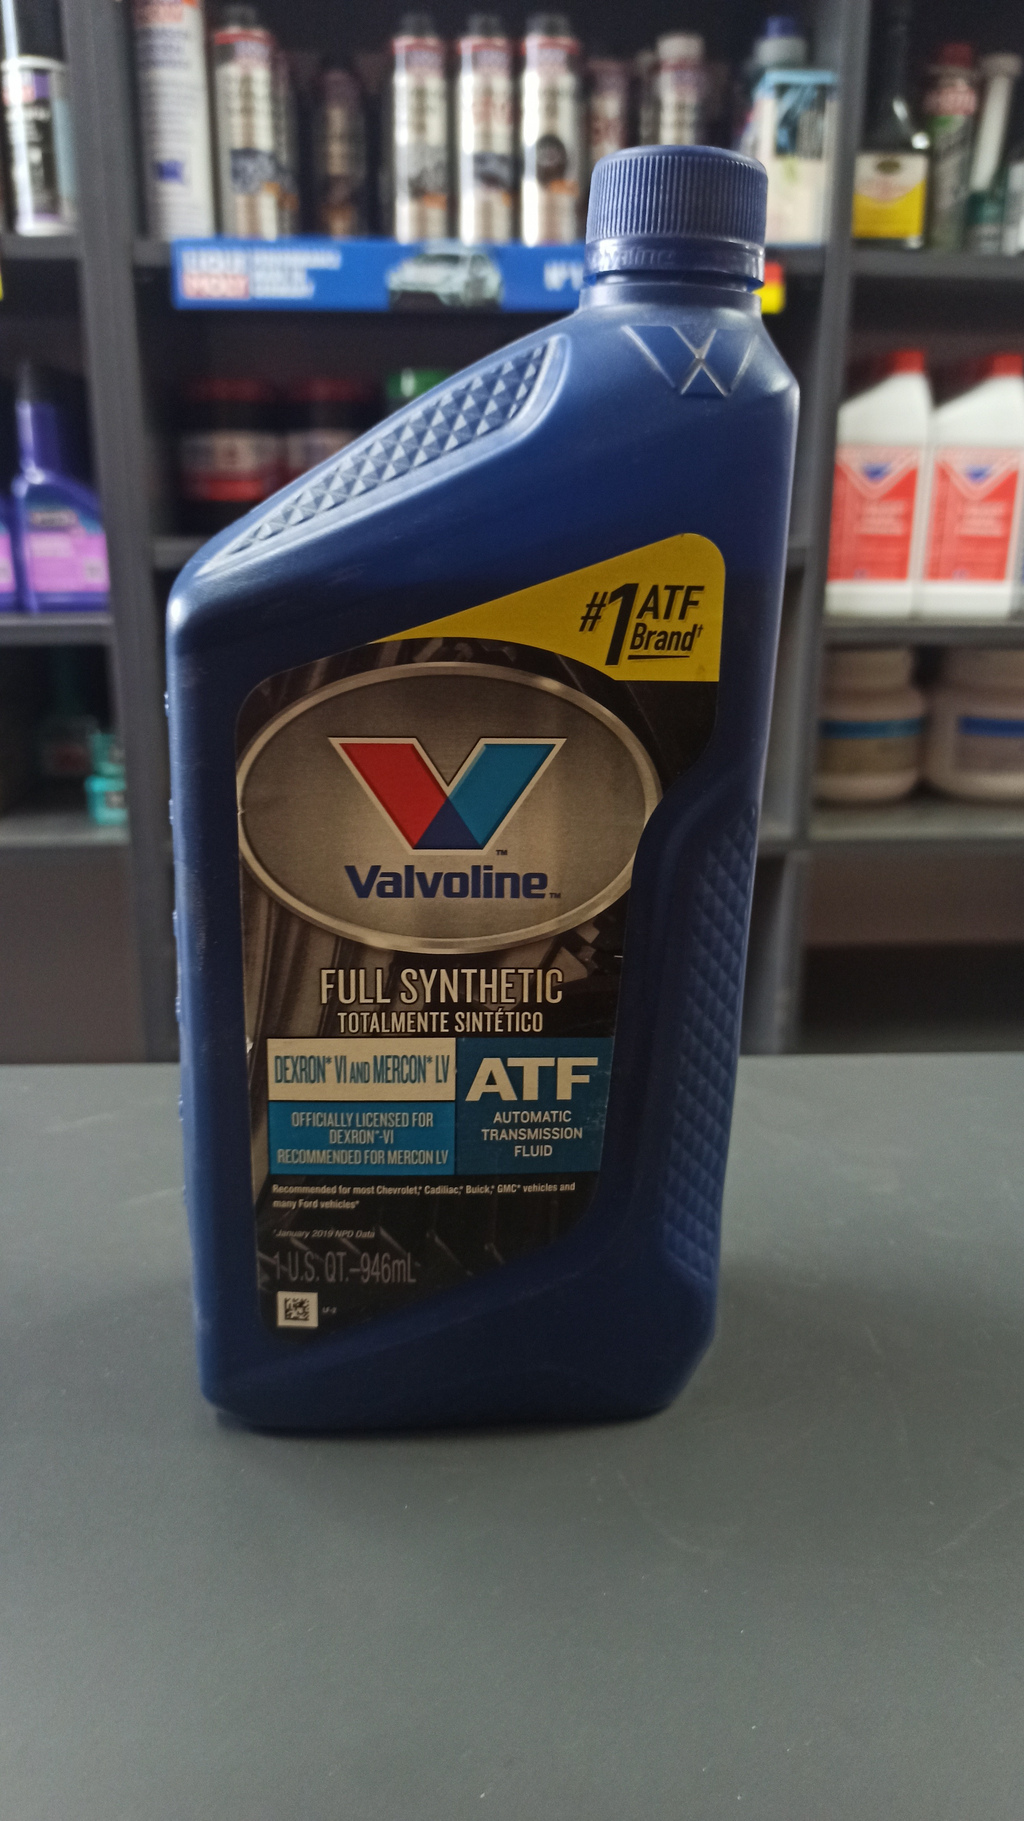 #1 ATF
Brand†
Valvoline™
FULL SYNTHETIC
TOTALMENTE SINTÉTICO
DEXRON® VI AND MERCON® LV
OFFICIALLY LICENSED FOR
DEXRON®-VI
RECOMMENDED FOR MERCON LV
ATF
AUTOMATIC
TRANSMISSION
FLUID
Recommended for most Chevrolet,® Cadillac,® Buick,® GMC® vehicles and
many Ford vehicles*
†January 2019 NPD Data
1 U.S. QT.–946mL
LIQUI
MOLY